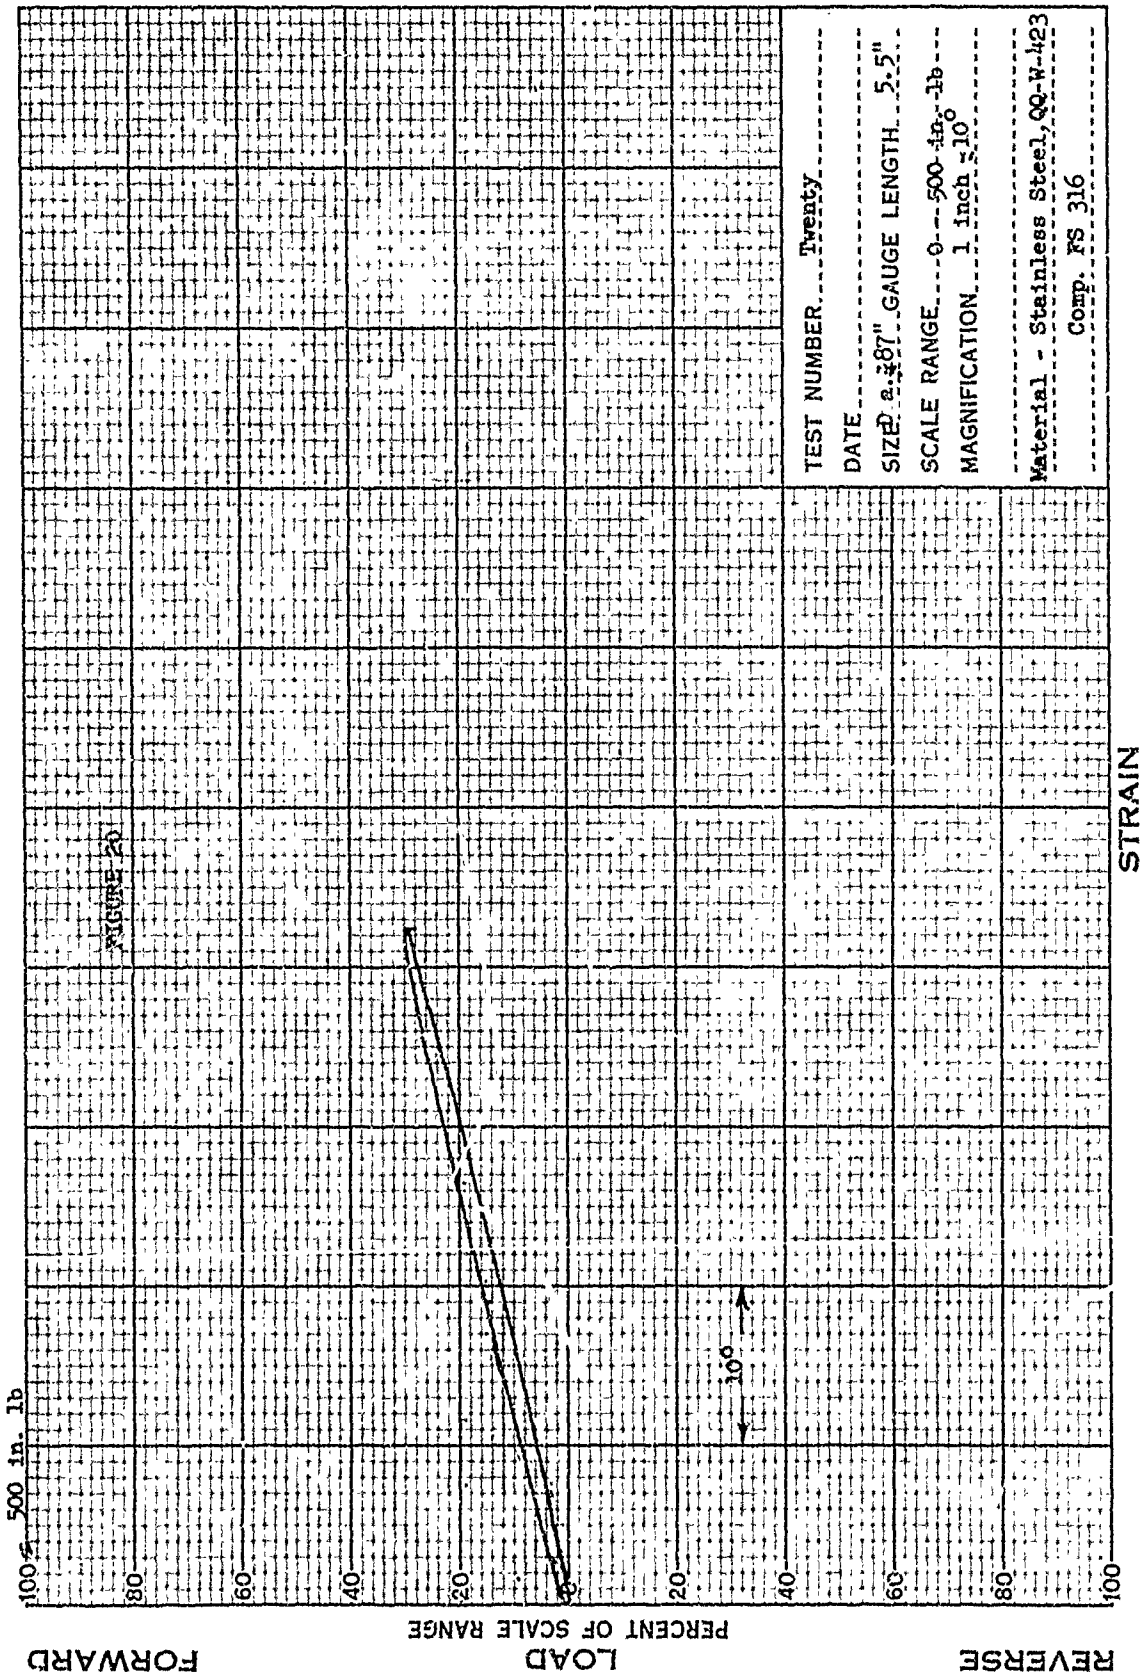 FIGURE 20
100 = 500 in. lb
80
60
40
20
0
20
40
60
80
100
FORWARD
LOAD
REVERSE
PERCENT OF SCALE RANGE
STRAIN
10°
TEST NUMBER Twenty
DATE
SIZE GAUGE LENGTH 5.5"
SCALE RANGE 0 - 500 in. lb
MAGNIFICATION 1 inch = 10°
Material - Stainless Steel, QQ-W-423
Comp. FS 316